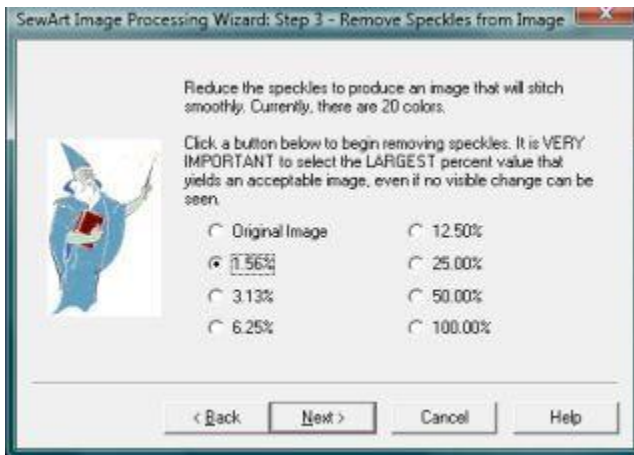 SewArt Image Processing Wizard: Step 3 - Remove Speckles from Image
Reduce the speckles to produce an image that will stitch
smoothly. Currently, there are 20 colors.
Click a button below to begin removing speckles. It is VERY
IMPORTANT to select the LARGEST percent value that
yields an acceptable image, even if no visible change can be
seen.
Original Image
1.56%
3.13%
6.25%
12.50%
25.00%
50.00%
100.00%
< Back Next > Cancel Help